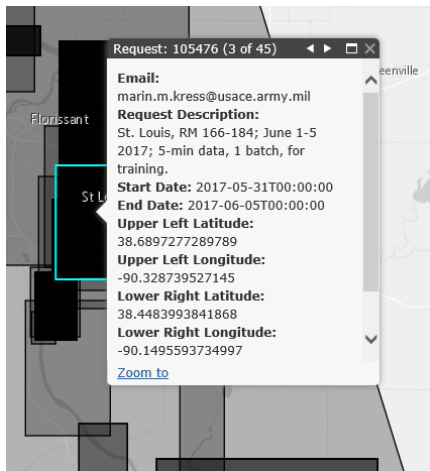 Request: 105476 (3 of 45)
eenville
Email:
marin.m.kress@usace.army.mil
Request Description:
Florissant
St. Louis, RM 166-184; June 1-5
2017; 5-min data, 1 batch, for
training.
Start Date: 2017-05-31T00:00:00
St L
End Date: 2017-06-05T00:00:00
Upper Left Latitude:
38.6897277289789
Upper Left Longitude:
-90.328739527145
Lower Right Latitude:
38.4483993841868
Lower Right Longitude:
-90.1495593734997
Zoom to